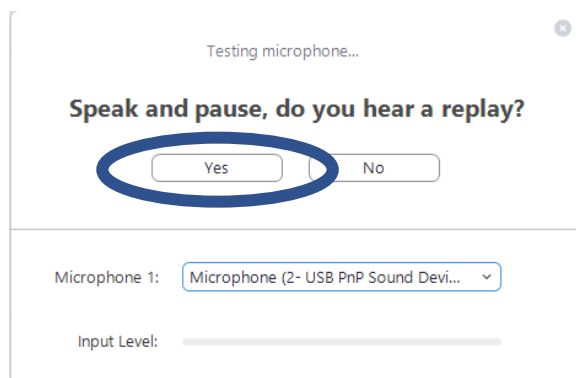 Testing microphone...
Speak and pause, do you hear a replay?
Yes No
Microphone 1: Microphone (2- USB PnP Sound Devi...
Input Level: